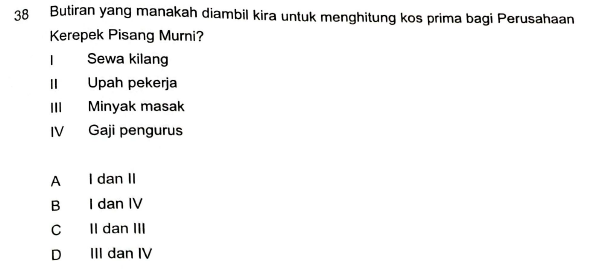 38 Butiran yang manakah diambil kira untuk menghitung kos prima bagi Perusahaan
Kerepek Pisang Murni?
I Sewa kilang
II Upah pekerja
III Minyak masak
IV Gaji pengurus
A I dan II
B I dan IV
C II dan III
D III dan IV